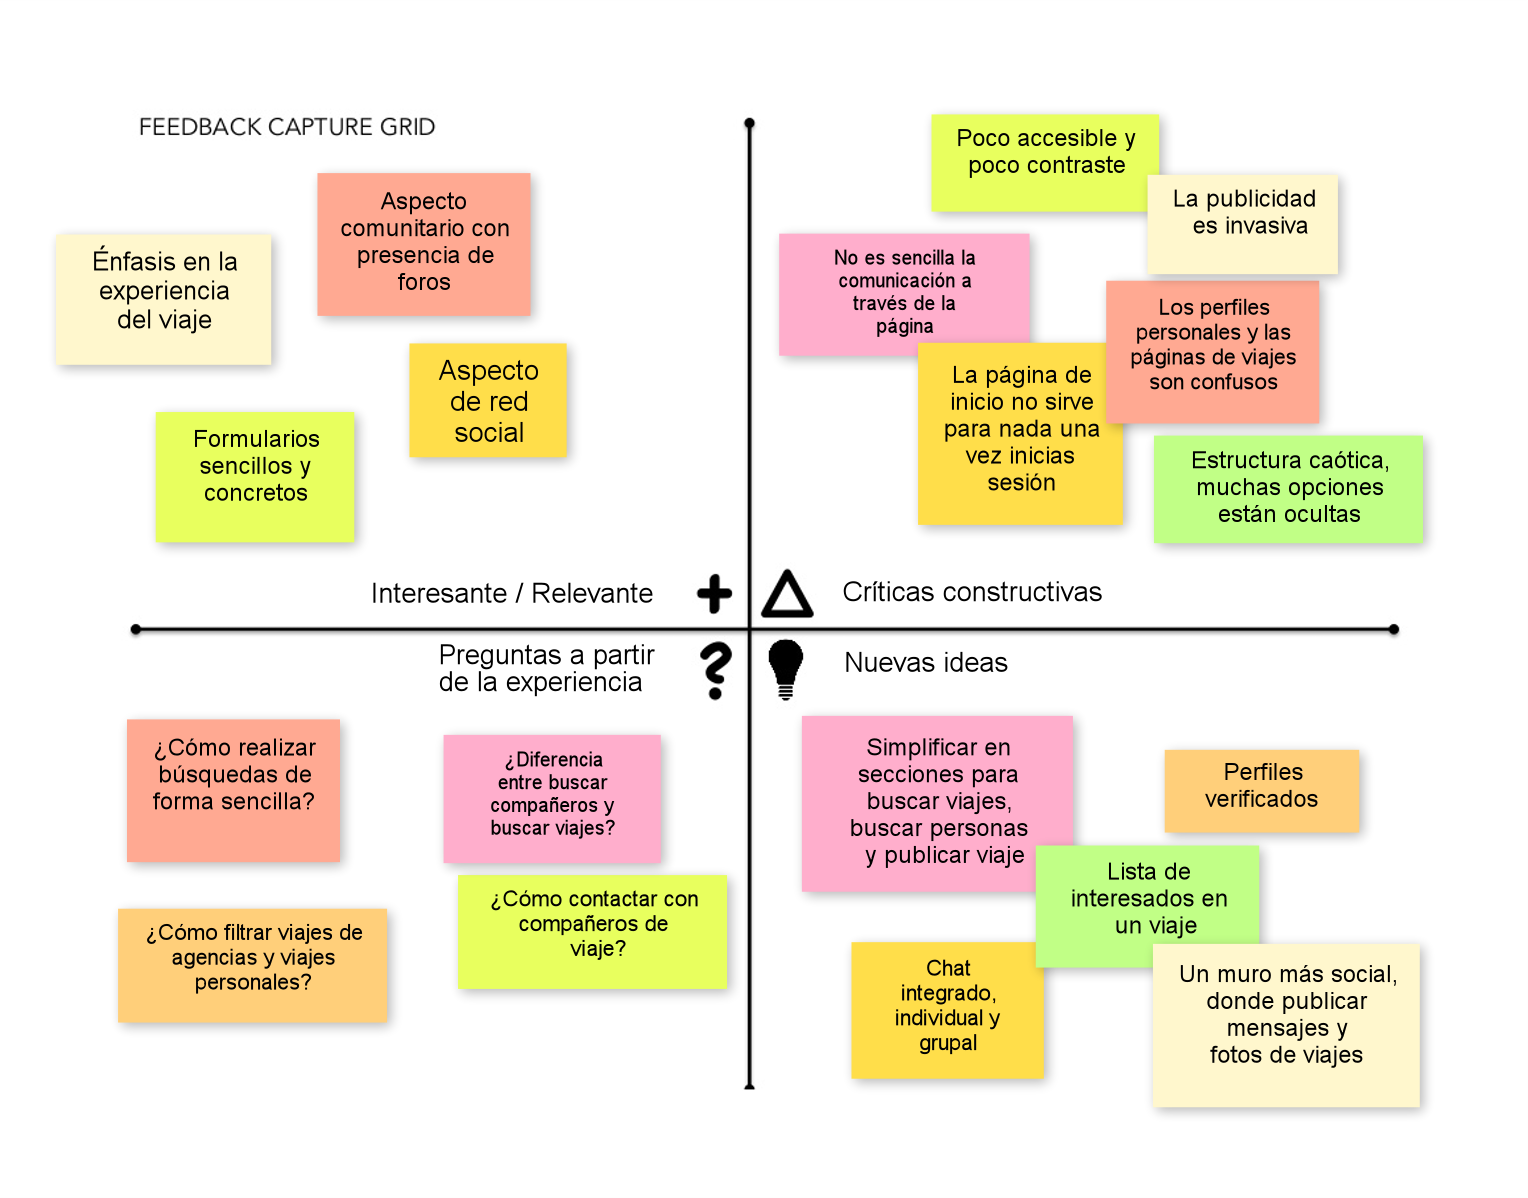 FEEDBACK CAPTURE GRID
Énfasis en la
experiencia
del viaje
Aspecto
comunitario con
presencia de
foros
Aspecto
de red
social
Formularios
sencillos y
concretos
Interesante / Relevante
Poco accesible y
poco contraste
La publicidad
es invasiva
No es sencilla la
comunicación a
través de la
página
Los perfiles
personales y las
páginas de viajes
son confusos
La página de
inicio no sirve
para nada una
vez inicias
sesión
Estructura caótica,
muchas opciones
están ocultas
Críticas constructivas
Preguntas a partir
de la experiencia
¿Cómo realizar
búsquedas de
forma sencilla?
¿Diferencia
entre buscar
compañeros y
buscar viajes?
¿Cómo contactar con
compañeros de
viaje?
¿Cómo filtrar viajes de
agencias y viajes
personales?
Nuevas ideas
Simplificar en
secciones para
buscar viajes,
buscar personas
y publicar viaje
Perfiles
verificados
Lista de
interesados en
un viaje
Chat
integrado,
individual y
grupal
Un muro más social,
donde publicar
mensajes y
fotos de viajes